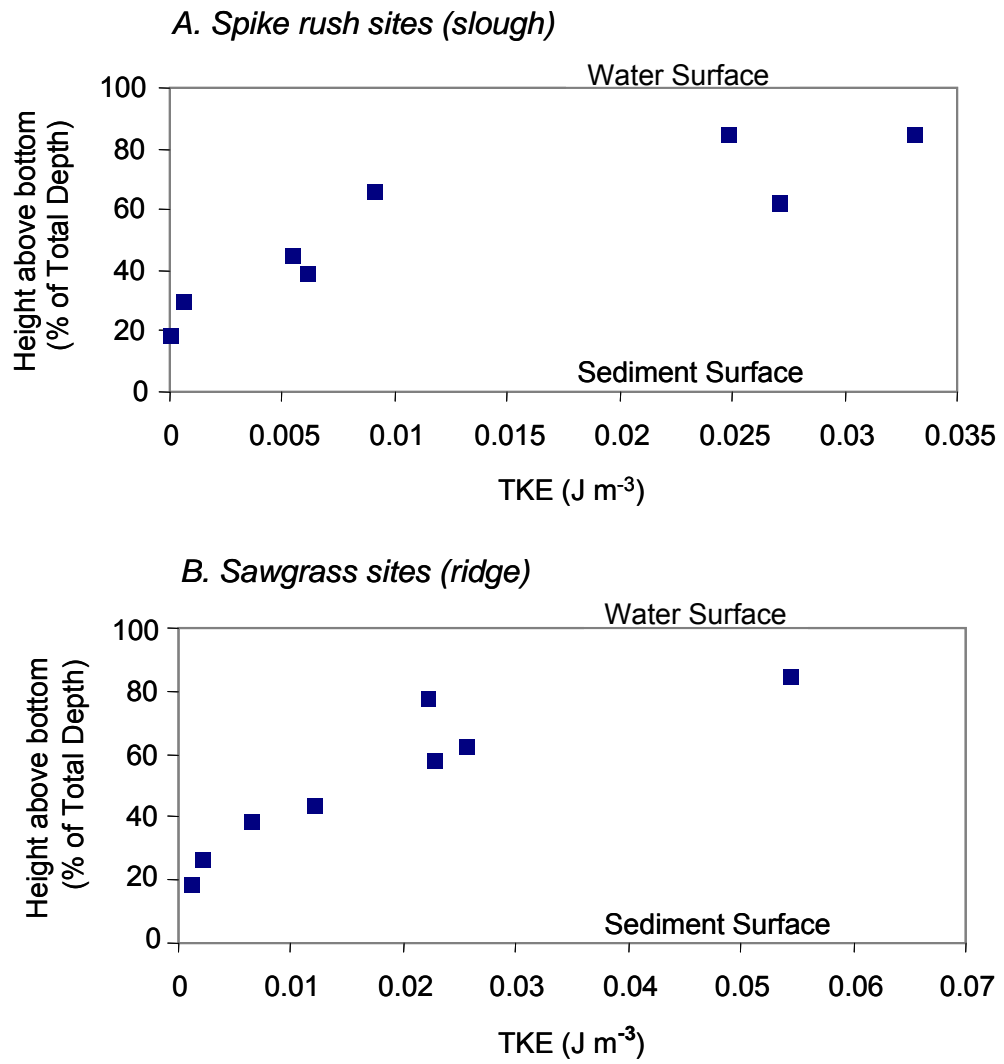 A. Spike rush sites (slough)
Water Surface
100
80
60
40
20
0
Height above bottom
(% of Total Depth)
Sediment Surface
0 0.005 0.01 0.015 0.02 0.025 0.03 0.035
TKE (J m-3)
B. Sawgrass sites (ridge)
Water Surface
100
80
60
40
20
0
Height above bottom
(% of Total Depth)
Sediment Surface
0 0.01 0.02 0.03 0.04 0.05 0.06 0.07
TKE (J m-3)